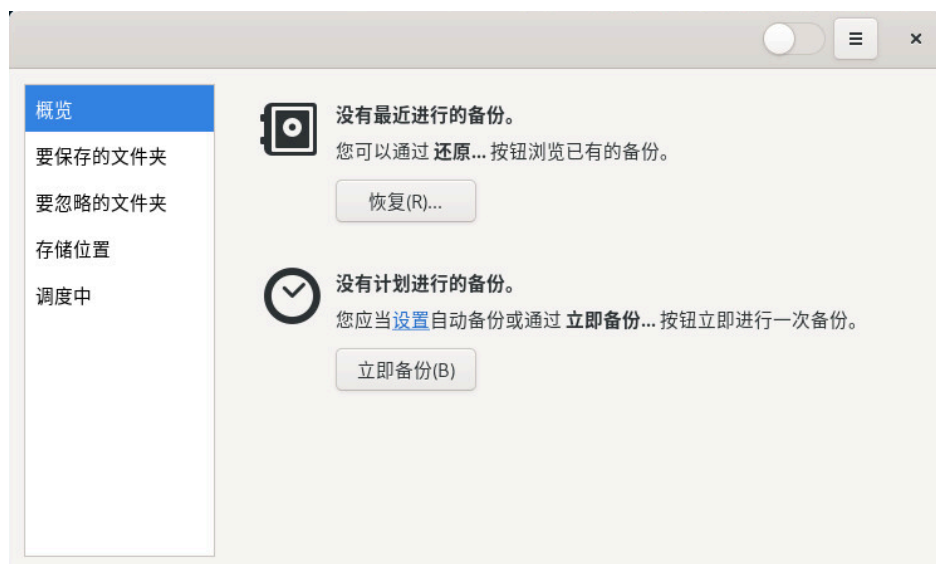 概览
要保存的文件夹
要忽略的文件夹
存储位置
调度中
没有最近进行的备份。
您可以通过 还原... 按钮浏览已有的备份。
恢复(R)...
没有计划进行的备份。
您应当设置自动备份或通过 立即备份... 按钮立即进行一次备份。
立即备份(B)